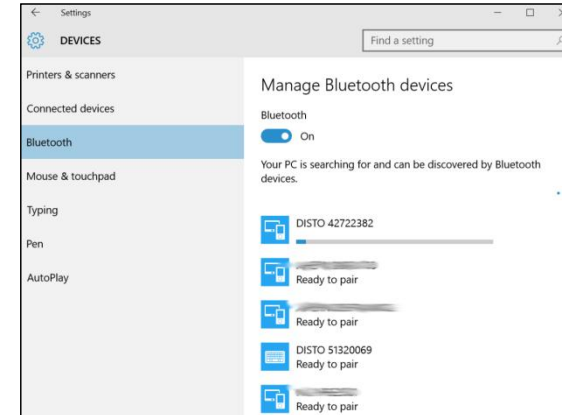 Settings
DEVICES
Find a setting
Printers & scanners
Connected devices
Bluetooth
Mouse & touchpad
Typing
Pen
AutoPlay
Manage Bluetooth devices
Bluetooth
On
Your PC is searching for and can be discovered by Bluetooth
devices.
DISTO 42722382
Ready to pair
Ready to pair
DISTO 51320069
Ready to pair
Ready to pair